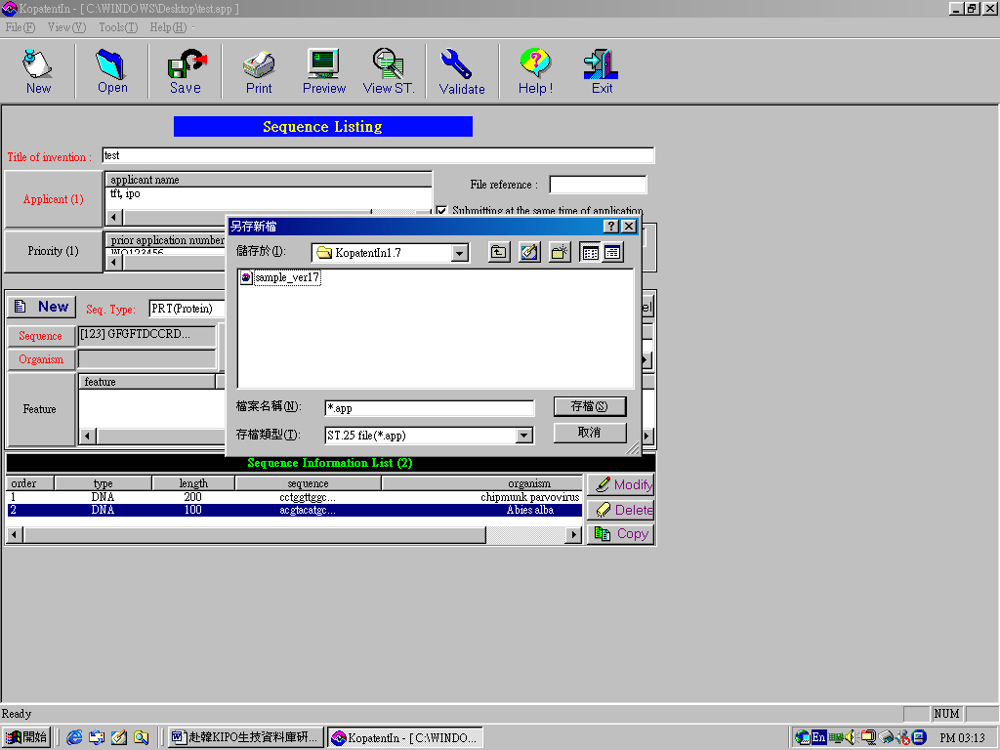 KopatentIn - [ C:\WINDOWS\Desktop\test.app ]
File(F) View(V) Tools(T) Help(H)
New Open Save Print Preview View ST. Validate Help ! Exit
Sequence Listing
Title of invention : test
applicant name
Applicant (1) tft, ipo
File reference :
Submitting at the same time of application
Priority (1) prior application number
WO123456
另存新檔
儲存於(I): KopatentIn1.7
sample_ver17
檔案名稱(N): *.app 存檔(S)
存檔類型(T): ST.25 file(*.app) 取消
New Seq. Type: PRT(Protein)
Sequence [123] GFGFTDCCRD...
Organism
Feature feature
Sequence Information List (2)
order type length sequence organism
1 DNA 200 cctggttggc... chipmunk parvovirus
2 DNA 100 acgtacatgc... Abies alba
Modify
Delete
Copy
Ready NUM
開始 赴韓KIPO生技資料庫研... KopatentIn - [ C:\WINDO... En PM 03:13